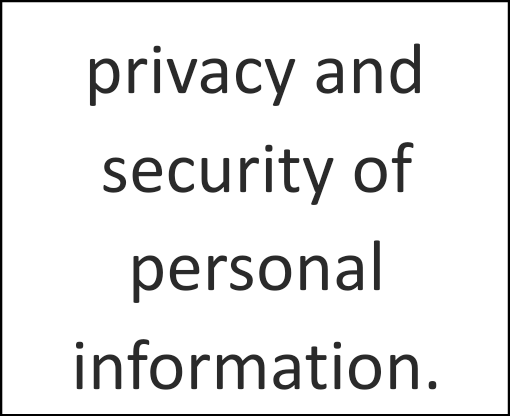 privacy and
security of
personal
information.